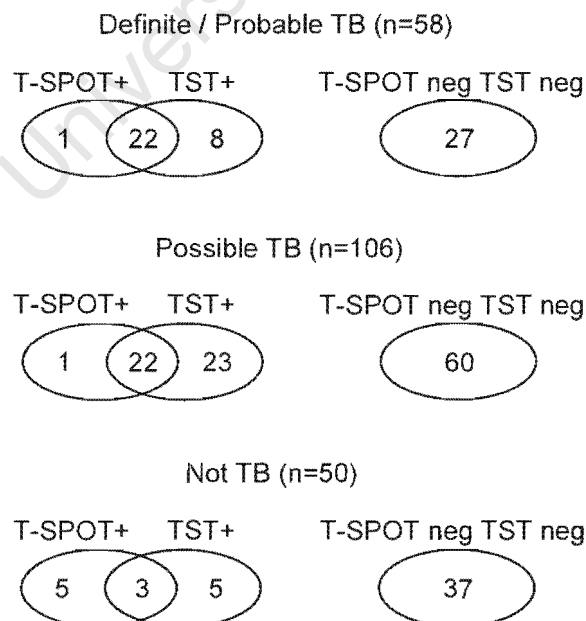 Univers
Definite / Probable TB (n=58)
T-SPOT+ TST+ T-SPOT neg TST neg
1 22 8 27
Possible TB (n=106)
T-SPOT+ TST+ T-SPOT neg TST neg
1 22 23 60
Not TB (n=50)
T-SPOT+ TST+ T-SPOT neg TST neg
5 3 5 37